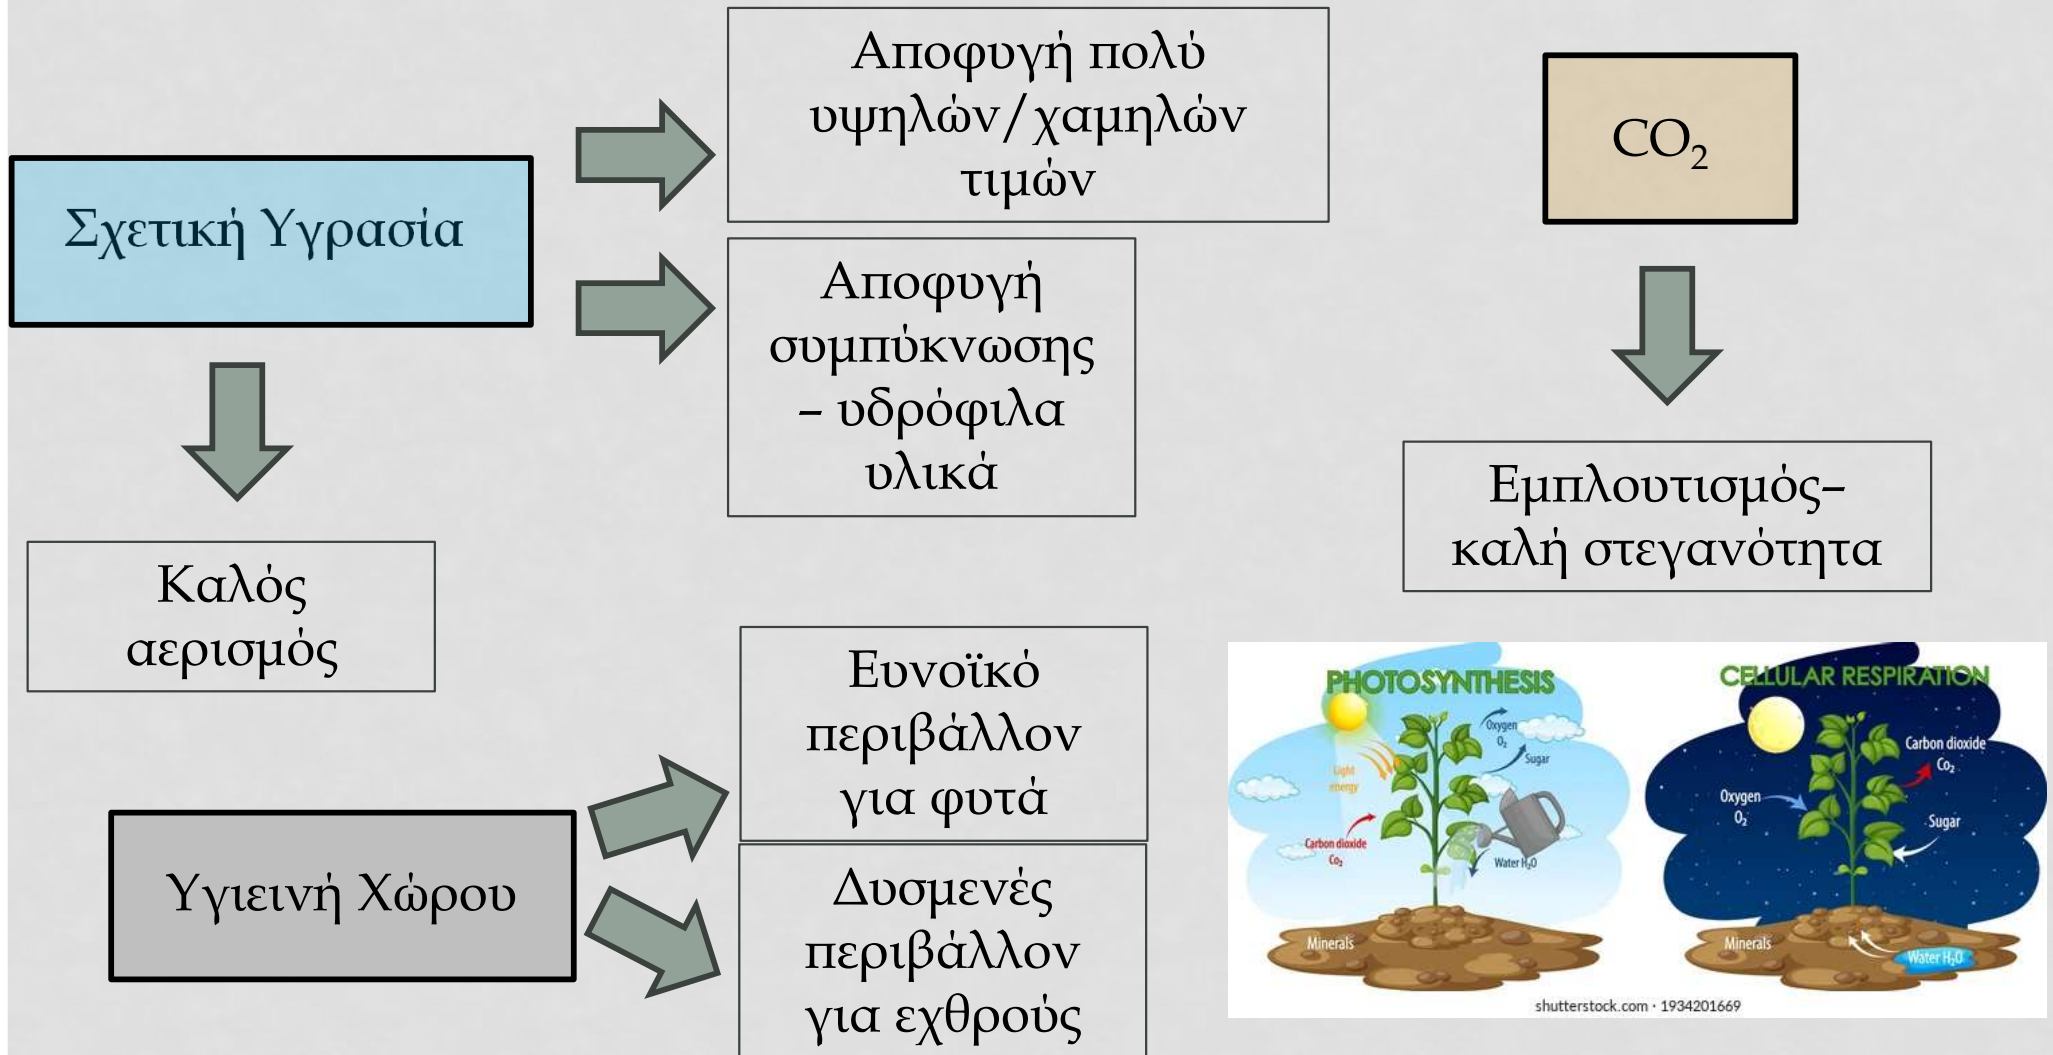 Σχετική Υγρασία
Αποφυγή πολύ
υψηλών/χαμηλών
τιμών
Αποφυγή
συμπύκνωσης
– υδρόφιλα
υλικά
Καλός
αερισμός
CO₂
Εμπλουτισμός–
καλή στεγανότητα
Υγιεινή Χώρου
Ευνοϊκό
περιβάλλον
για φυτά
Δυσμενές
περιβάλλον
για εχθρούς
PHOTOSYNTHESIS
Oxygen
O₂
Sugar
Light
energy
Carbon dioxide
Co₂
Water H₂O
Minerals
CELLULAR RESPIRATION
Carbon dioxide
Co₂
Oxygen
O₂
Sugar
Minerals
Water H₂O
shutterstock.com · 1934201669